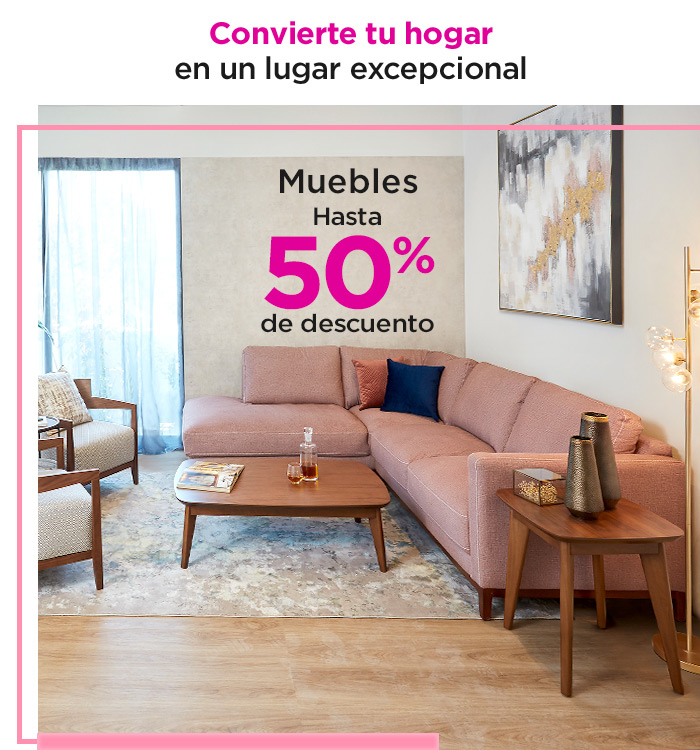 Convierte tu hogar
en un lugar excepcional
Muebles
Hasta
50%
de descuento